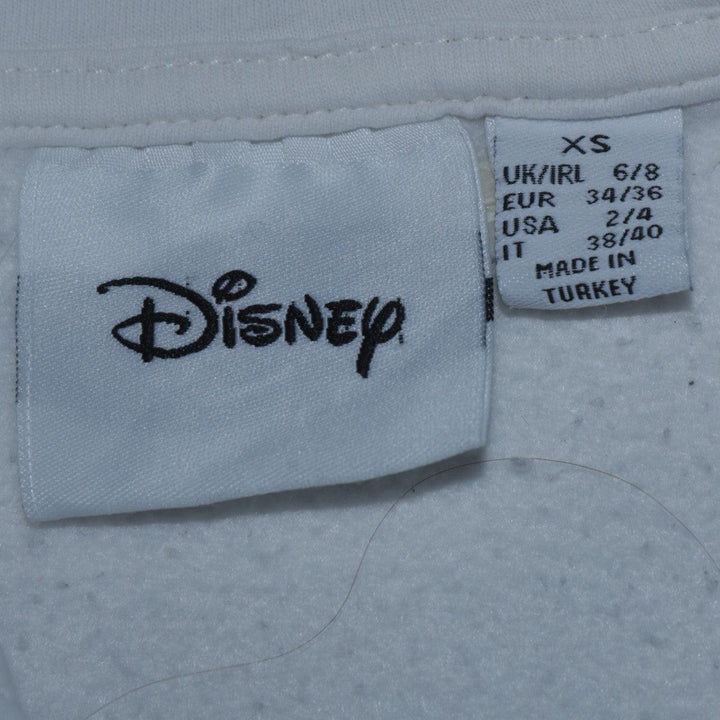 Disney
XS
UK/IRL 6/8
EUR 34/36
USA 2/4
IT 38/40
MADE IN
TURKEY